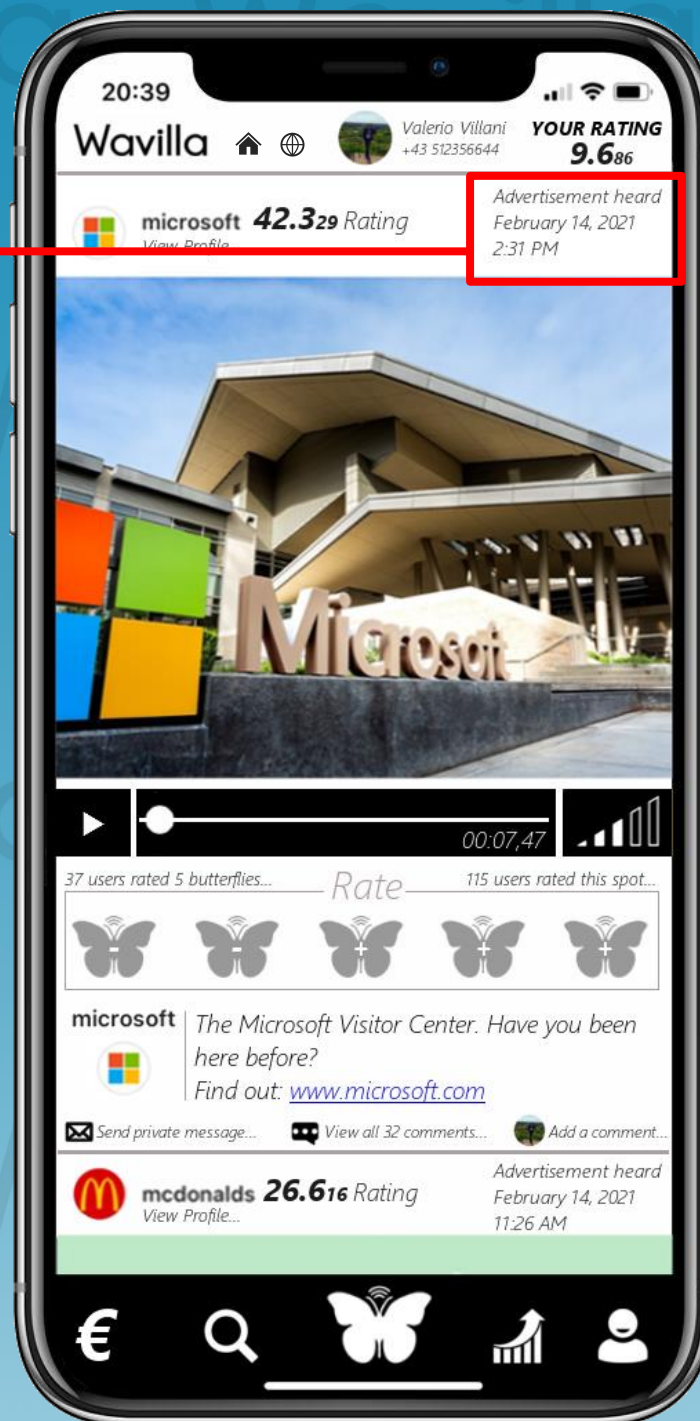 20:39
Wavilla
Valerio Villani
+43 512356644
YOUR RATING
9.686
microsoft 42.329 Rating
View Profile...
Advertisement heard
February 14, 2021
2:31 PM
Microsoft
00:07,47
37 users rated 5 butterflies...
Rate
115 users rated this spot...
- - + + +
microsoft
The Microsoft Visitor Center. Have you been
here before?
Find out: www.microsoft.com
Send private message...
View all 32 comments...
Add a comment...
mcdonalds 26.616 Rating
View Profile...
Advertisement heard
February 14, 2021
11:26 AM
€